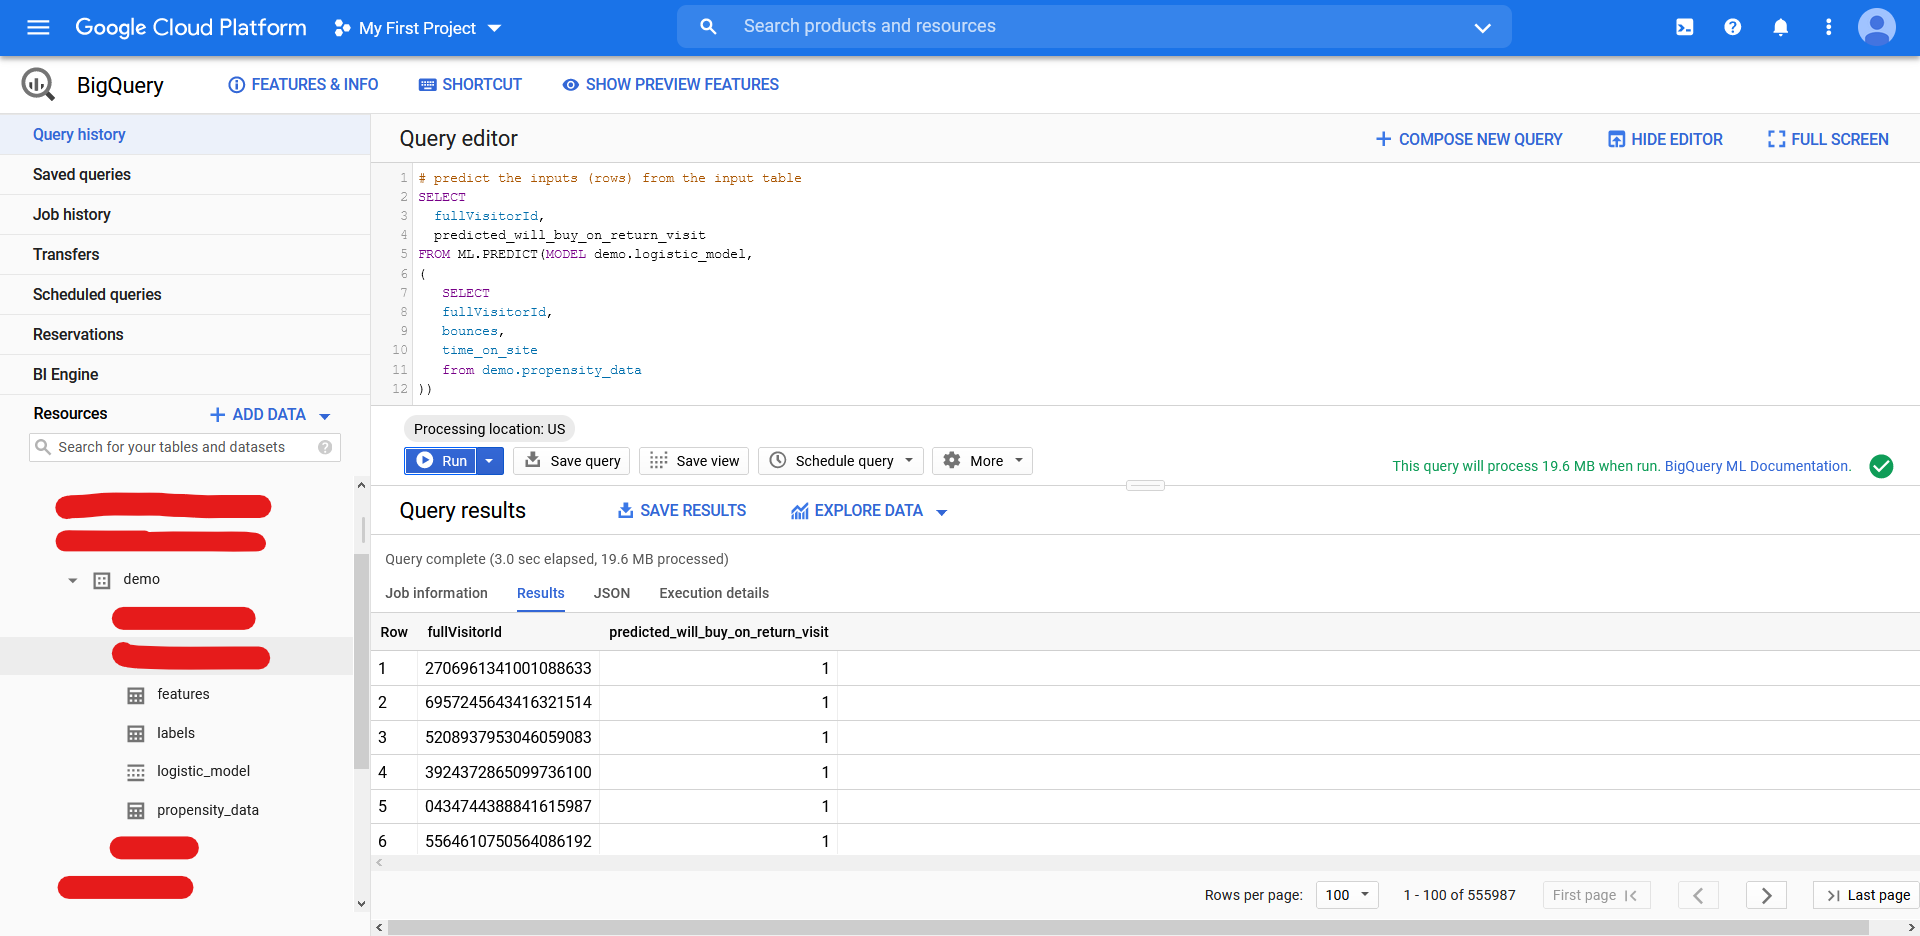 Google Cloud Platform
My First Project
Search products and resources
BigQuery
FEATURES & INFO
SHORTCUT
SHOW PREVIEW FEATURES
Query history
Saved queries
Job history
Transfers
Scheduled queries
Reservations
BI Engine
Resources
ADD DATA
Search for your tables and datasets
demo
features
labels
logistic_model
propensity_data
Query editor
COMPOSE NEW QUERY
HIDE EDITOR
FULL SCREEN
1 # predict the inputs (rows) from the input table
2 SELECT
3 fullVisitorId,
4 predicted_will_buy_on_return_visit
5 FROM ML.PREDICT(MODEL demo.logistic_model,
6 (
7 SELECT
8 fullVisitorId,
9 bounces,
10 time_on_site
11 from demo.propensity_data
12 ))
Processing location: US
Run
Save query
Save view
Schedule query
More
This query will process 19.6 MB when run. BigQuery ML Documentation.
Query results
SAVE RESULTS
EXPLORE DATA
Query complete (3.0 sec elapsed, 19.6 MB processed)
Job information
Results
JSON
Execution details
Row fullVisitorId predicted_will_buy_on_return_visit
1 2706961341001088633 1
2 6957245643416321514 1
3 5208937953046059083 1
4 3924372865099736100 1
5 0434744388841615987 1
6 5564610750564086192 1
Rows per page: 100 1 - 100 of 555987 First page Last page